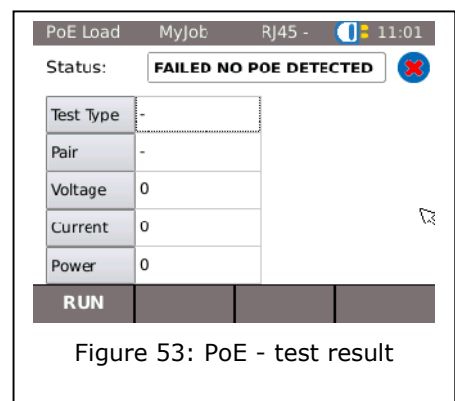 PoE Load MyJob RJ45 - 11:01
Status: FAILED NO POE DETECTED
Test Type -
Pair -
Voltage 0
Current 0
Power 0
RUN
Figure 53: PoE - test result